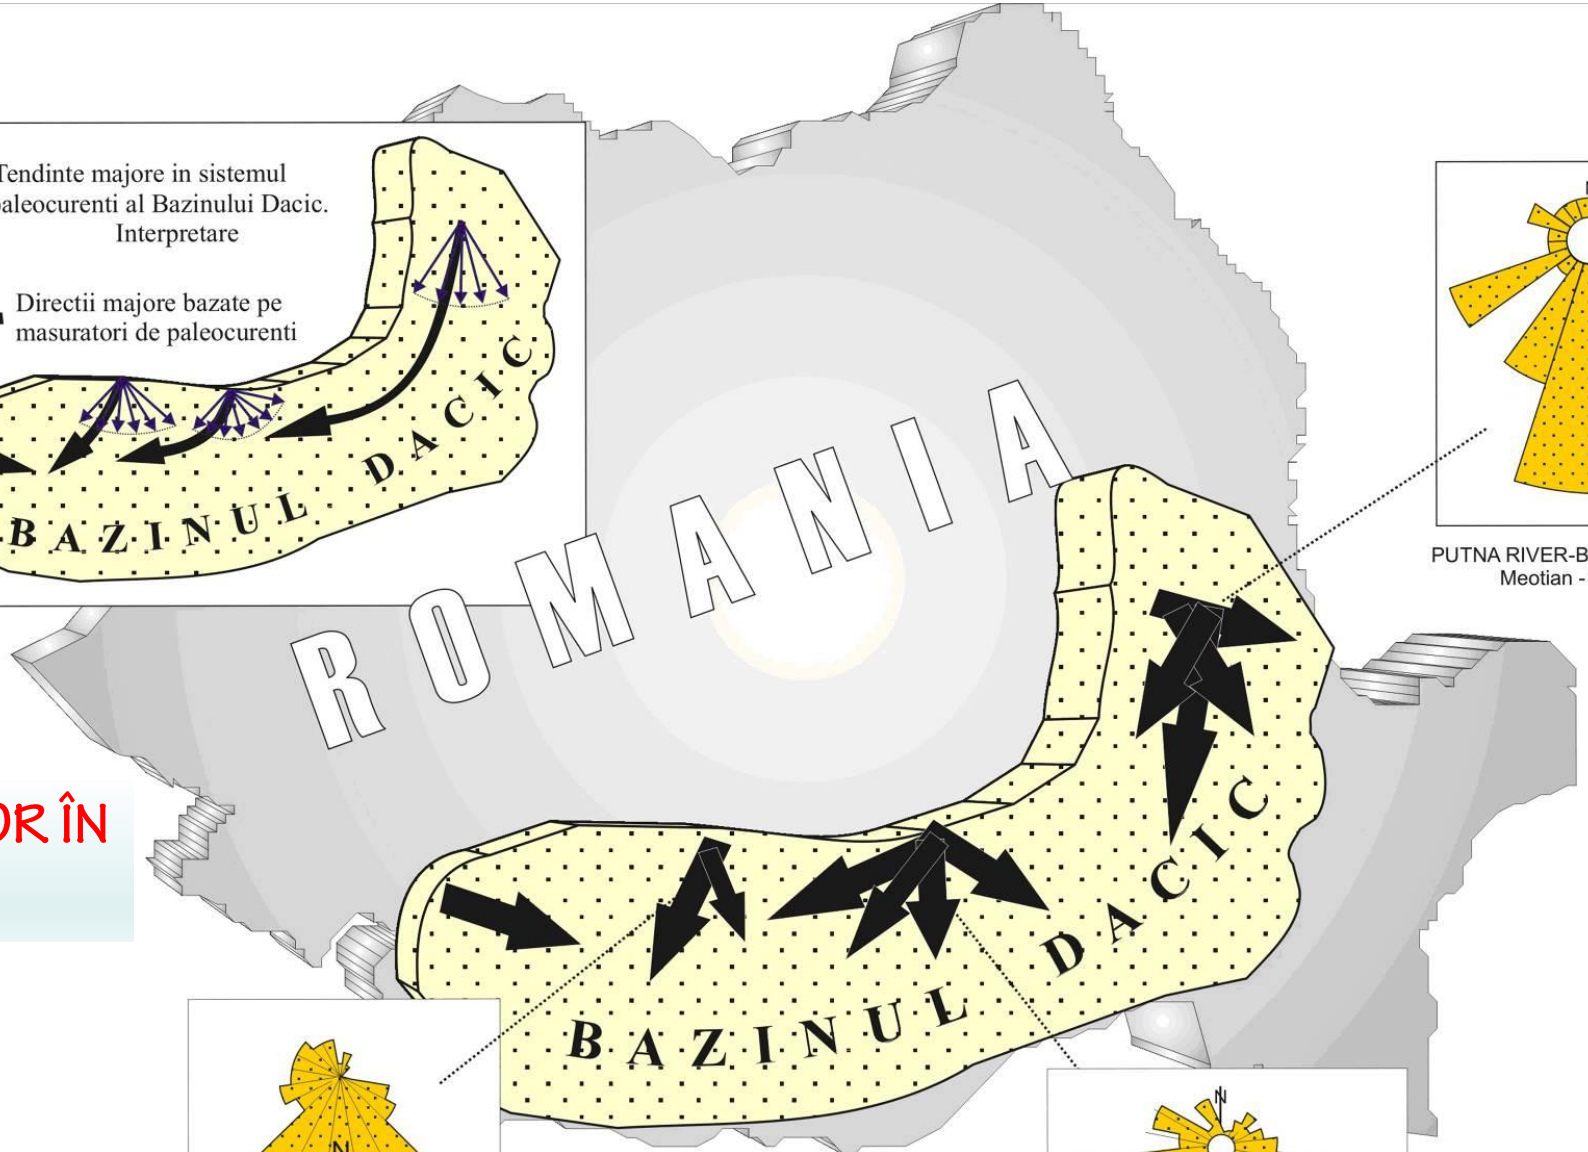 Tendinte majore in sistemul
paleocurenti al Bazinului Dacic.
Interpretare
Directii majore bazate pe
masuratori de paleocurenti
BAZINUL DACIC
ROMANIA
N
PUTNA RIVER-B
Meotian -
OR ÎN
BAZINUL DACIC
N
N